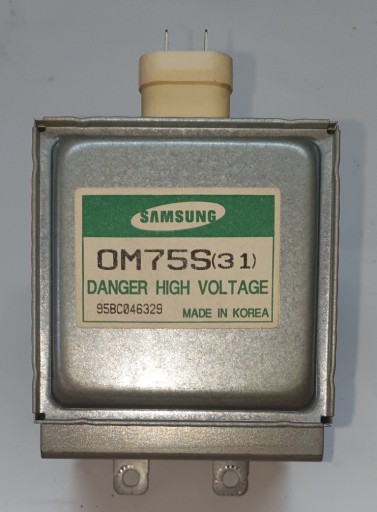 SAMSUNG
OM75S(31)
DANGER HIGH VOLTAGE
95BC046329 MADE IN KOREA